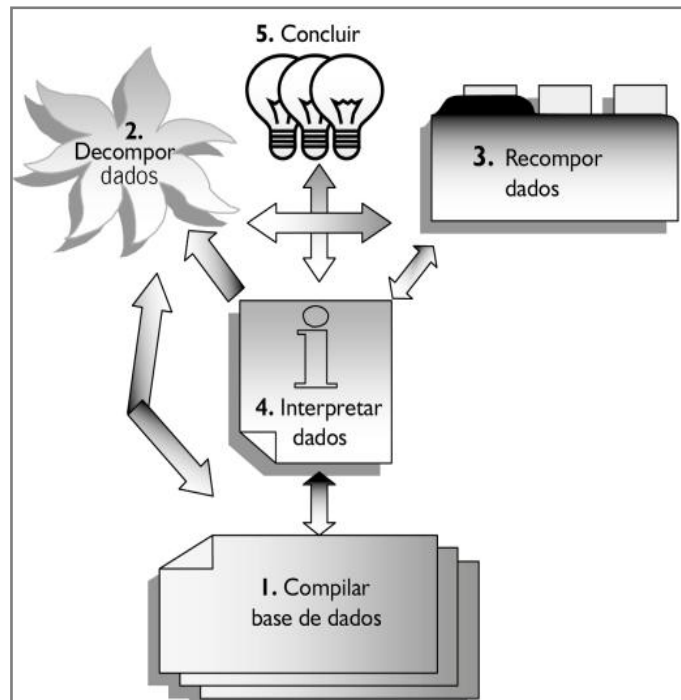 5. Concluir
2.
Decompor
dados
3. Recompor
dados
4. Interpretar
dados
1. Compilar
base de dados